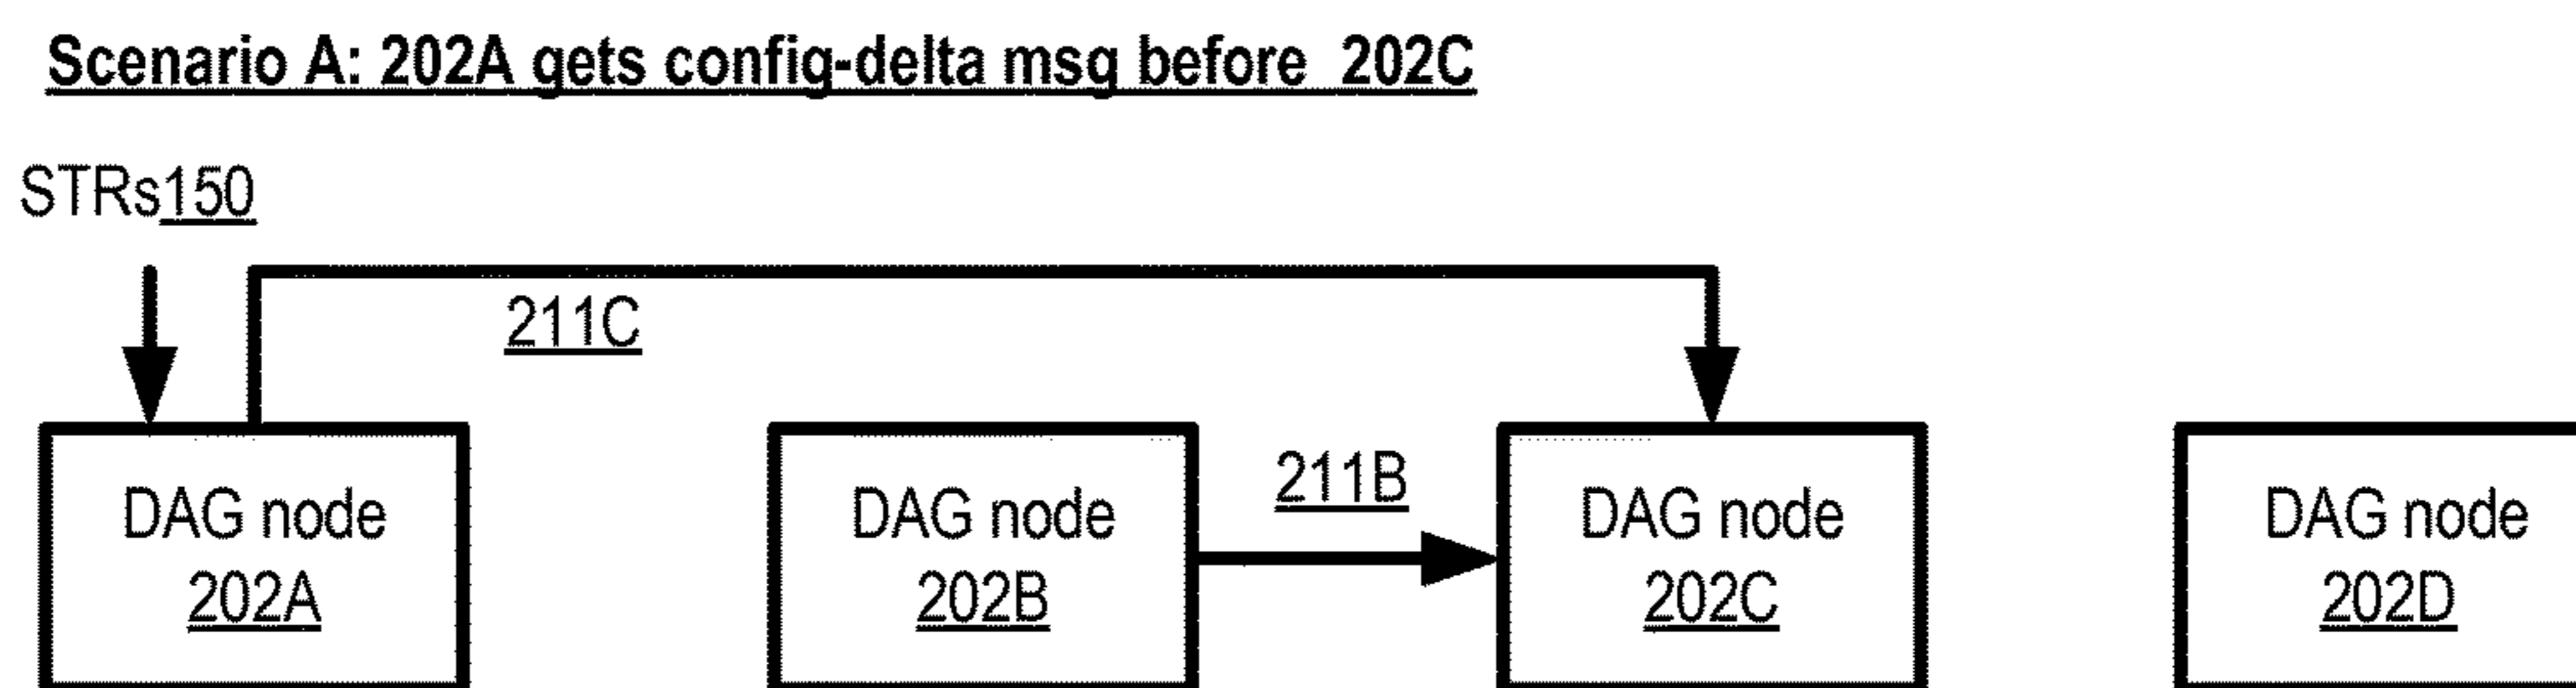 Scenario A: 202A gets config-delta msg before 202C
STRs150
211C
211B
DAG node
202A
DAG node
202B
DAG node
202C
DAG node
202D